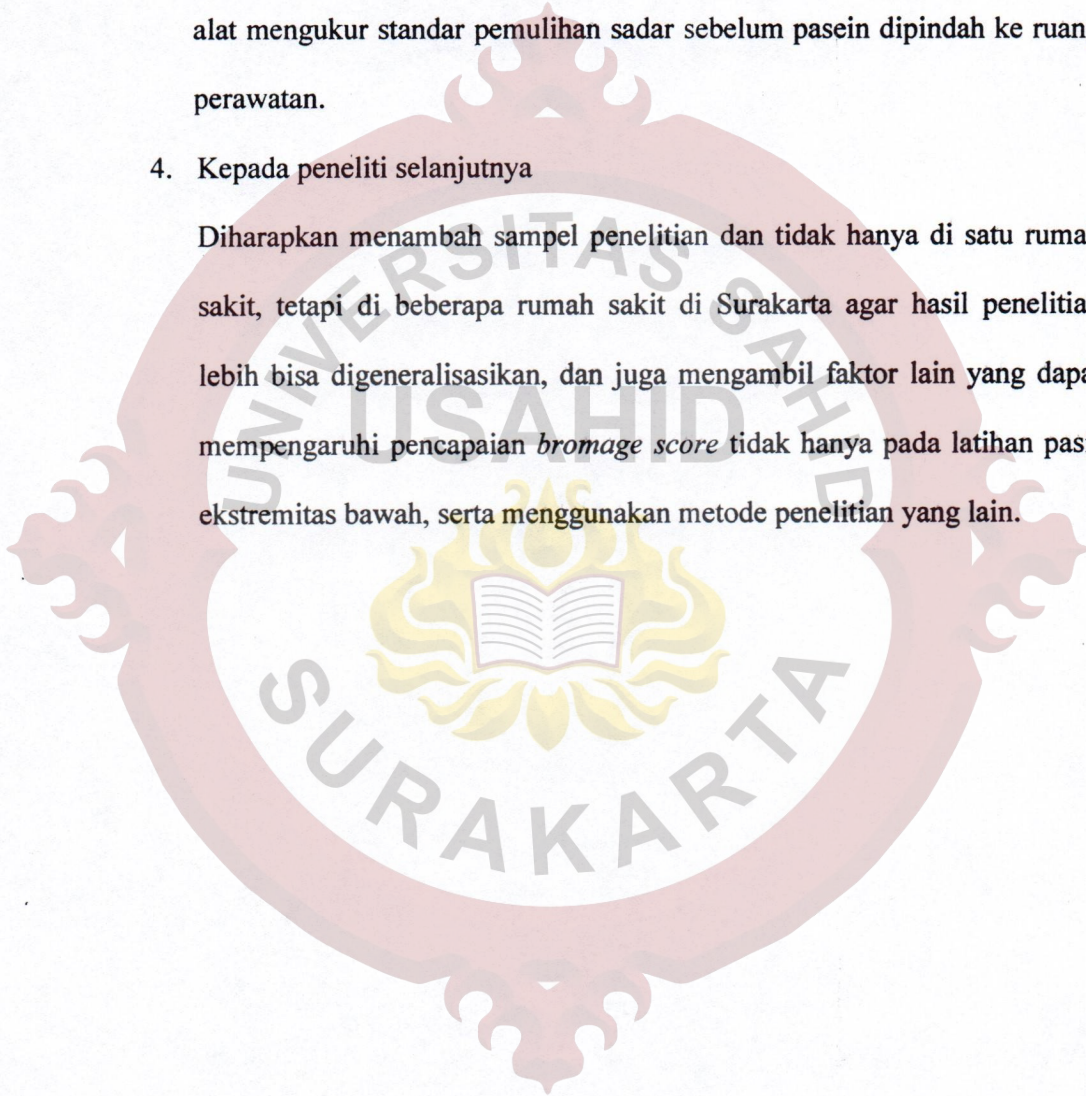 alat mengukur standar pemulihan sadar sebelum pasein dipindah ke ruan
perawatan.
4. Kepada peneliti selanjutnya
Diharapkan menambah sampel penelitian dan tidak hanya di satu ruma
sakit, tetapi di beberapa rumah sakit di Surakarta agar hasil penelitia
lebih bisa digeneralisasikan, dan juga mengambil faktor lain yang dapa
mempengaruhi pencapaian bromage score tidak hanya pada latihan pasi
ekstremitas bawah, serta menggunakan metode penelitian yang lain.
UNIVERSITAS SAHID
USAHID
SURAKARTA